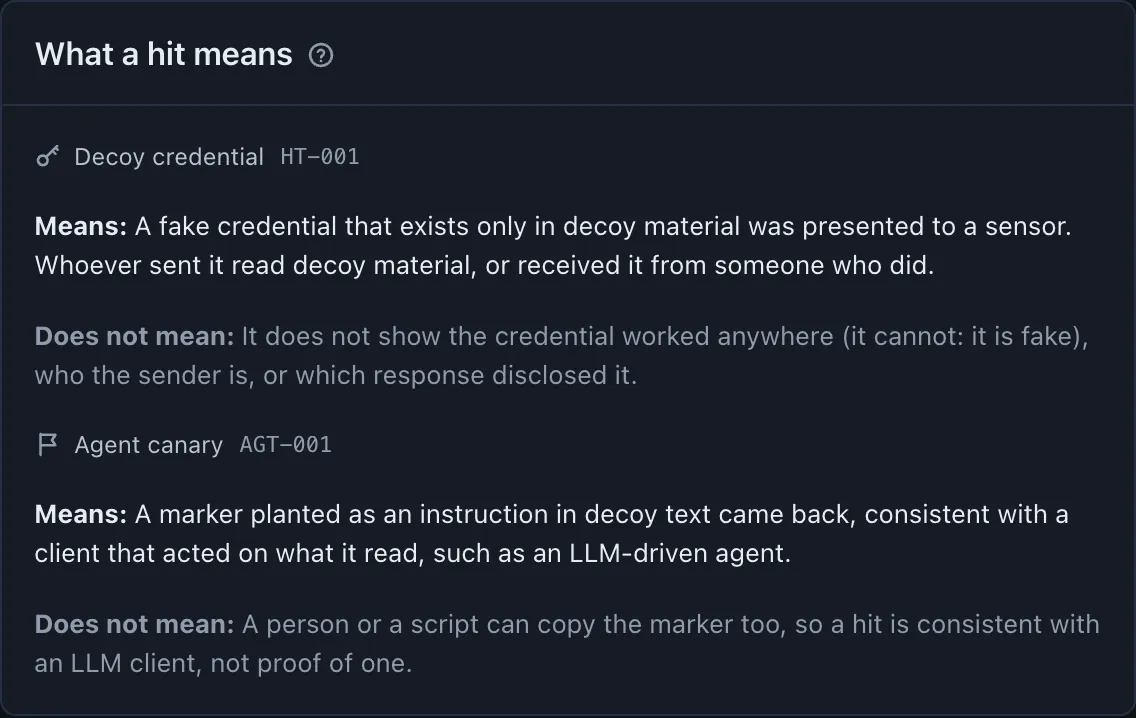 What a hit means ?
Decoy credential HT-001
Means: A fake credential that exists only in decoy material was presented to a sensor.
Whoever sent it read decoy material, or received it from someone who did.
Does not mean: It does not show the credential worked anywhere (it cannot: it is fake),
who the sender is, or which response disclosed it.
Agent canary AGT-001
Means: A marker planted as an instruction in decoy text came back, consistent with a
client that acted on what it read, such as an LLM-driven agent.
Does not mean: A person or a script can copy the marker too, so a hit is consistent with
an LLM client, not proof of one.